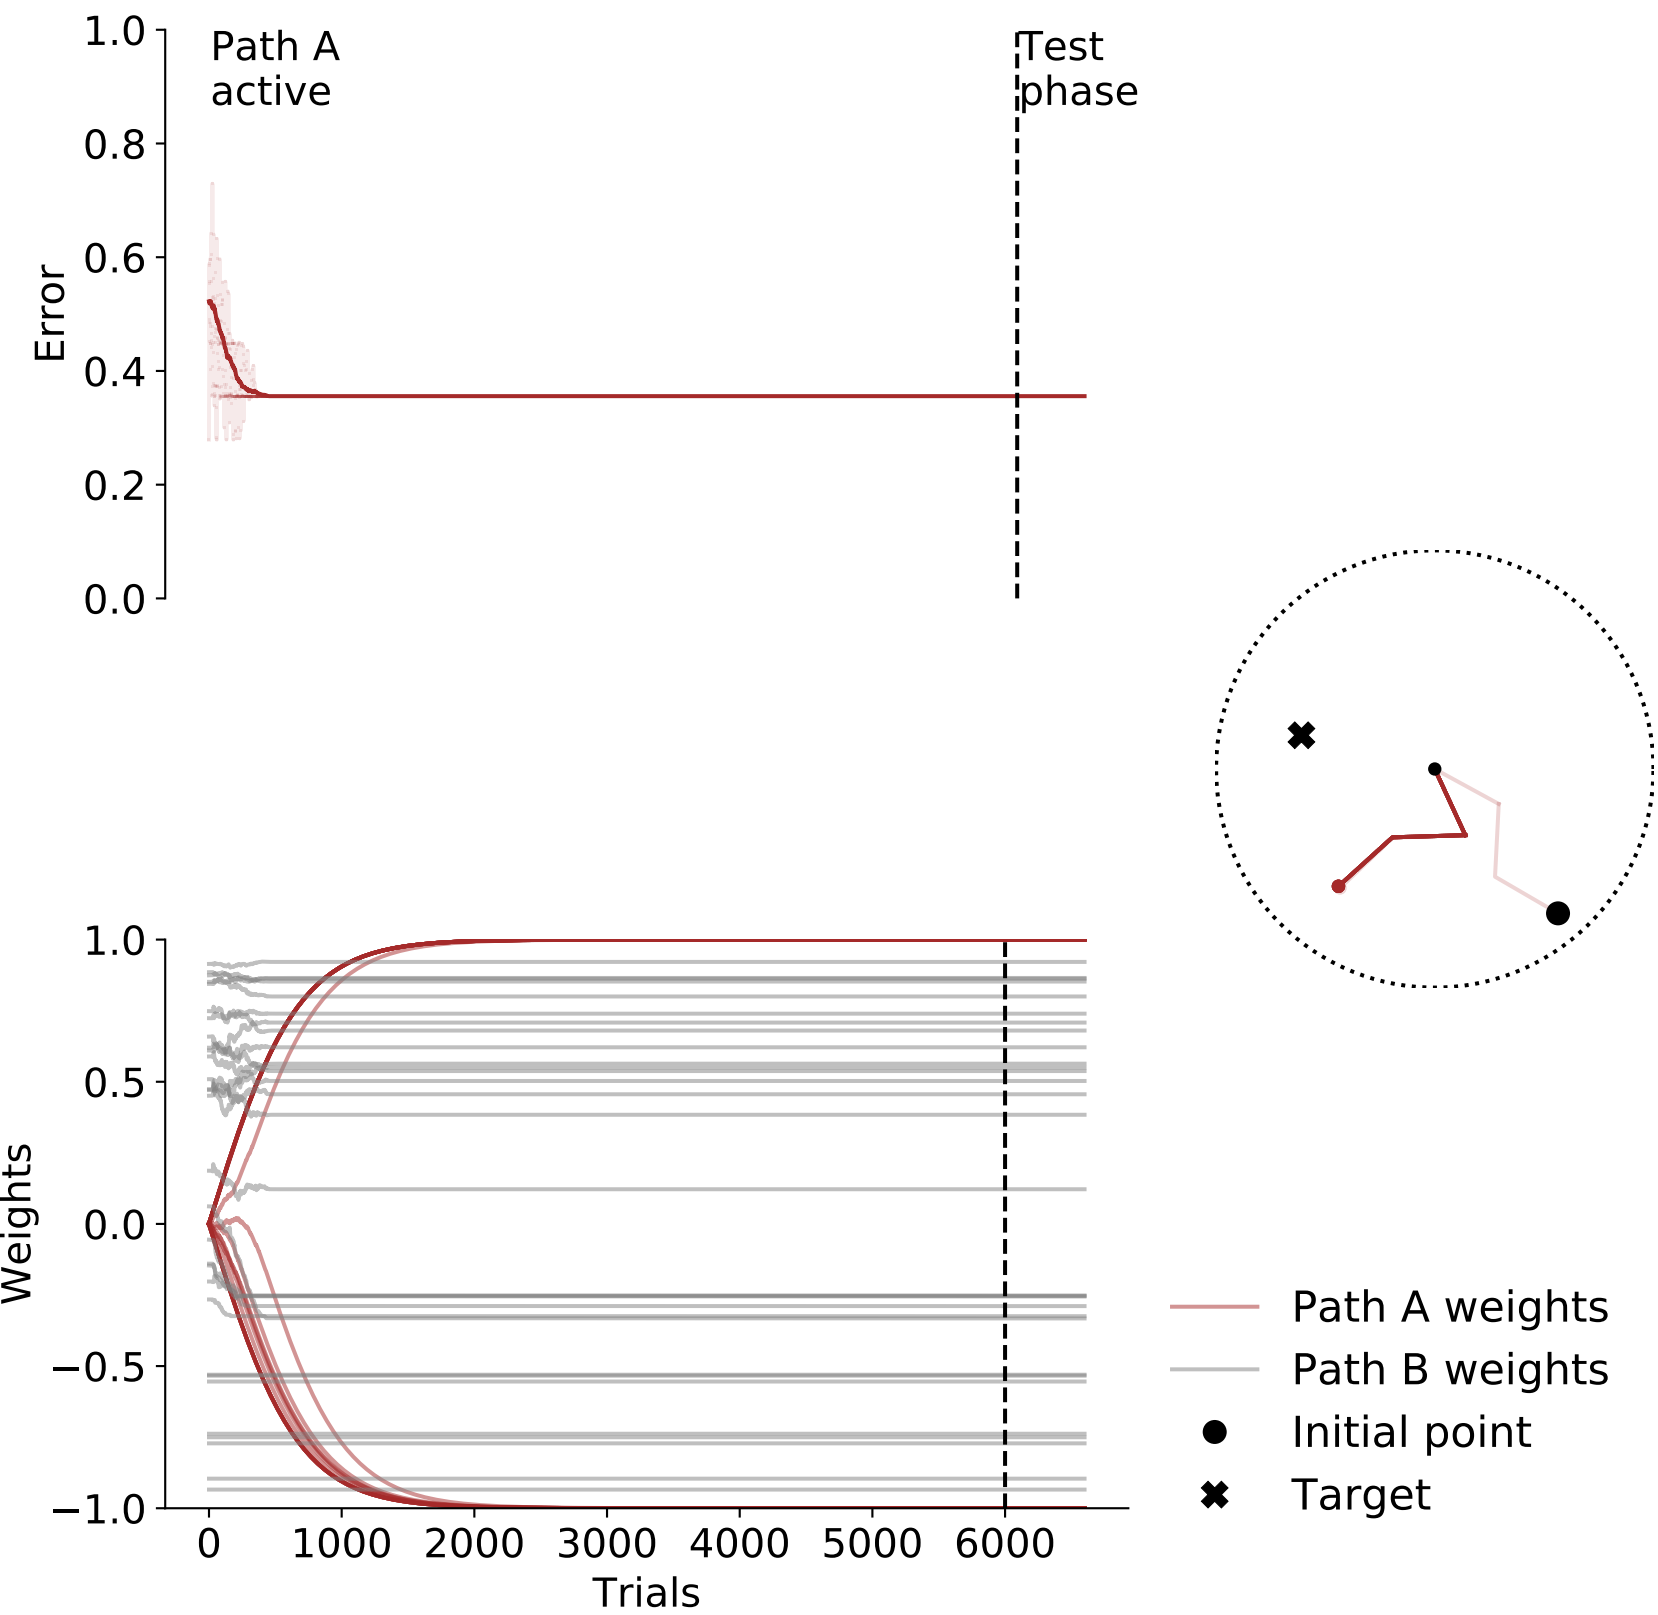 Path A
active
Test
phase
1.0
0.8
0.6
0.4
0.2
0.0
Error
1.0
0.5
0.0
−0.5
−1.0
Weights
0
1000
2000
3000
4000
5000
6000
Trials
Path A weights
Path B weights
Initial point
Target